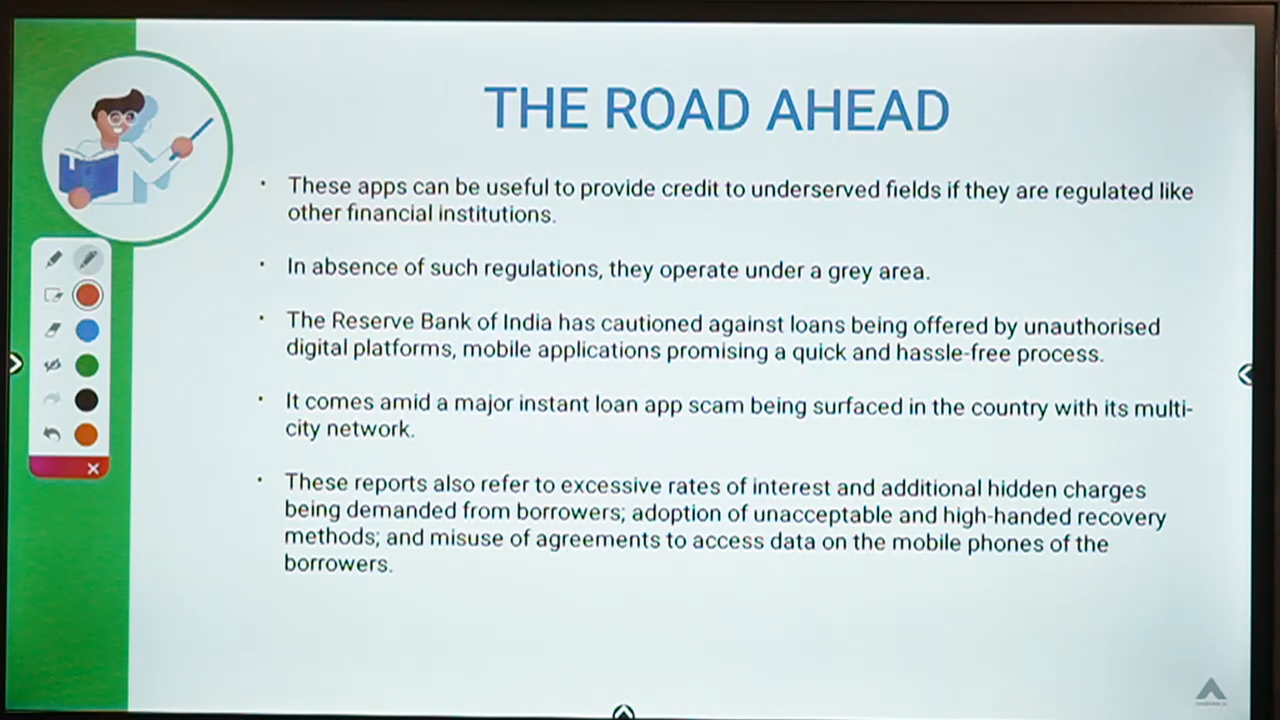 THE ROAD AHEAD
· These apps can be useful to provide credit to underserved fields if they are regulated like
other financial institutions.
· In absence of such regulations, they operate under a grey area.
· The Reserve Bank of India has cautioned against loans being offered by unauthorised
digital platforms, mobile applications promising a quick and hassle-free process.
· It comes amid a major instant loan app scam being surfaced in the country with its multi-
city network.
· These reports also refer to excessive rates of interest and additional hidden charges
being demanded from borrowers; adoption of unacceptable and high-handed recovery
methods; and misuse of agreements to access data on the mobile phones of the
borrowers.